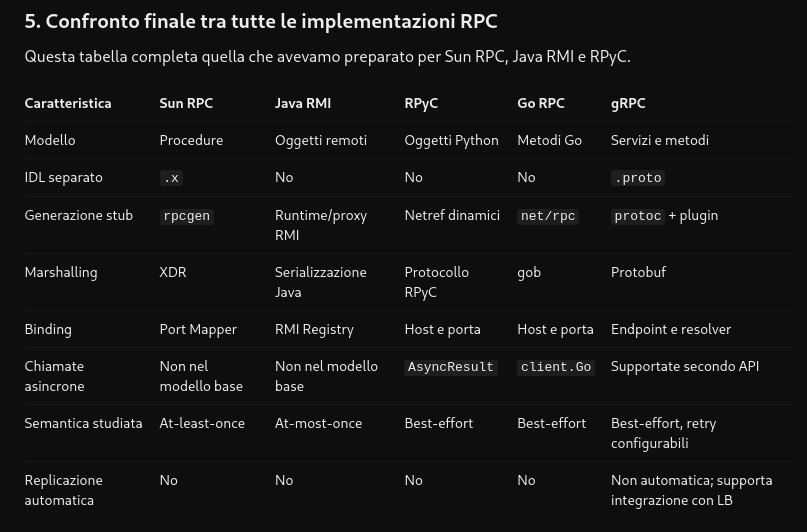 5. Confronto finale tra tutte le implementazioni RPC
Questa tabella completa quella che avevamo preparato per Sun RPC, Java RMI e RPyC.
Caratteristica Sun RPC Java RMI RPyC Go RPC gRPC
Modello Procedure Oggetti remoti Oggetti Python Metodi Go Servizi e metodi
IDL separato .x No No No .proto
Generazione stub rpcgen Runtime/proxy Netref dinamici net/rpc protoc + plugin
RMI
Marshalling XDR Serializzazione Protocollo gob Protobuf
Java RPyC
Binding Port Mapper RMI Registry Host e porta Host e porta Endpoint e resolver
Chiamate Non nel Non nel modello AsyncResult client.Go Supportate secondo API
asincrone modello base base
Semantica studiata At-least-once At-most-once Best-effort Best-effort Best-effort, retry
configurabili
Replicazione No No No No Non automatica; supporta
automatica integrazione con LB